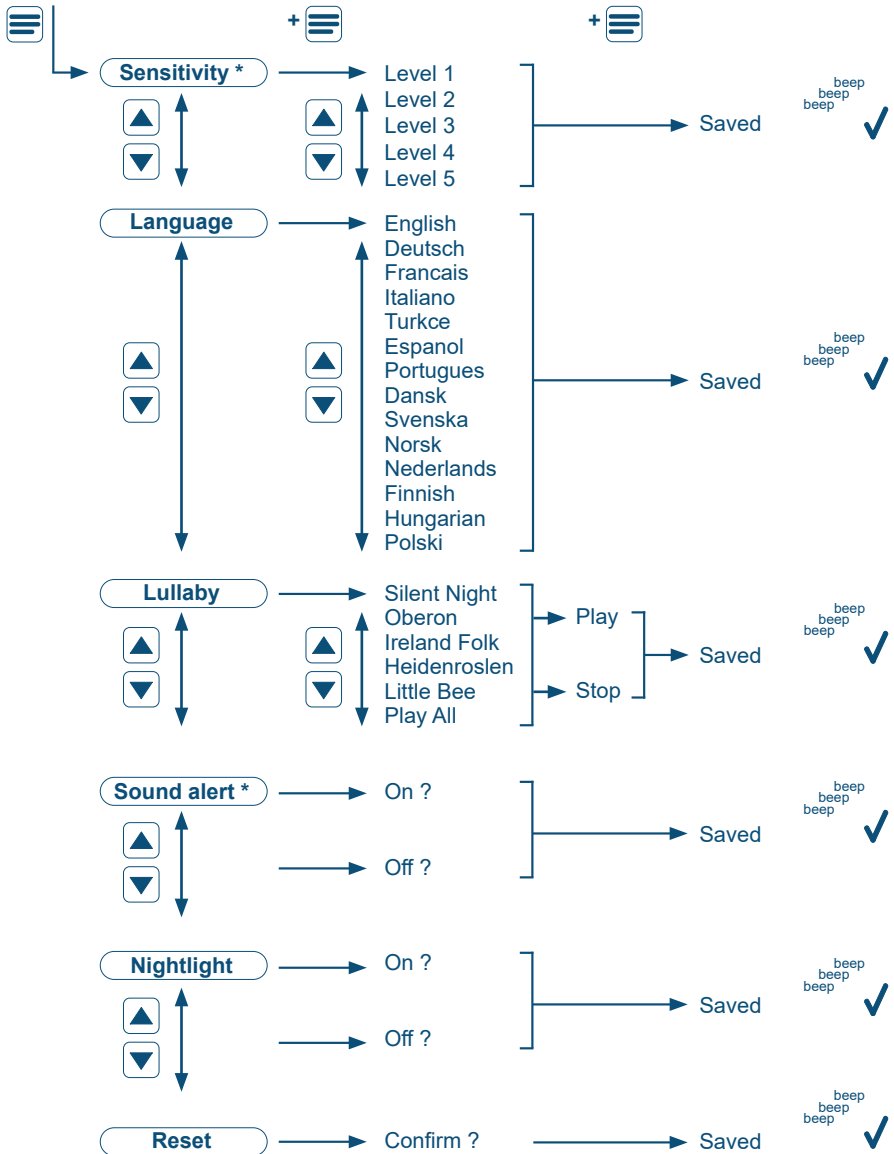 +
+
Sensitivity *
Level 1
Level 2
Level 3
Level 4
Level 5
Saved
beep
beep
beep
Language
English
Deutsch
Francais
Italiano
Turkce
Espanol
Portugues
Dansk
Svenska
Norsk
Nederlands
Finnish
Hungarian
Polski
Saved
beep
beep
beep
Lullaby
Silent Night
Oberon
Ireland Folk
Heidenroslen
Little Bee
Play All
Play
Stop
Saved
beep
beep
beep
Sound alert *
On ?
Off ?
Saved
beep
beep
beep
Nightlight
On ?
Off ?
Saved
beep
beep
beep
Reset
Confirm ?
Saved
beep
beep
beep